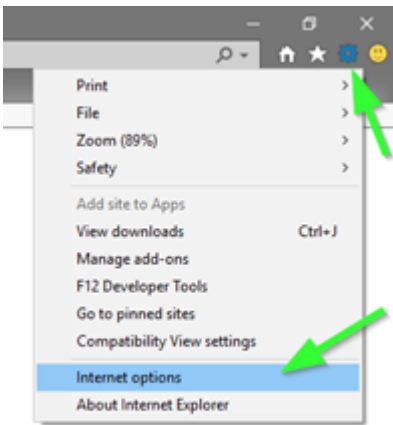 Print
File
Zoom (89%)
Safety
Add site to Apps
View downloads Ctrl+J
Manage add-ons
F12 Developer Tools
Go to pinned sites
Compatibility View settings
Internet options
About Internet Explorer